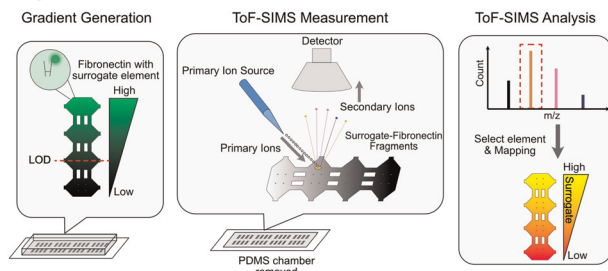 Gradient Generation
Fibronectin with
surrogate element
High
LOD
Low
ToF-SIMS Measurement
Detector
Primary Ion Source
Secondary Ions
Primary Ions
Surrogate-Fibronectin
Fragments
PDMS chamber
removed
ToF-SIMS Analysis
Count
m/z
Select element
& Mapping
High
Surrogate
Low